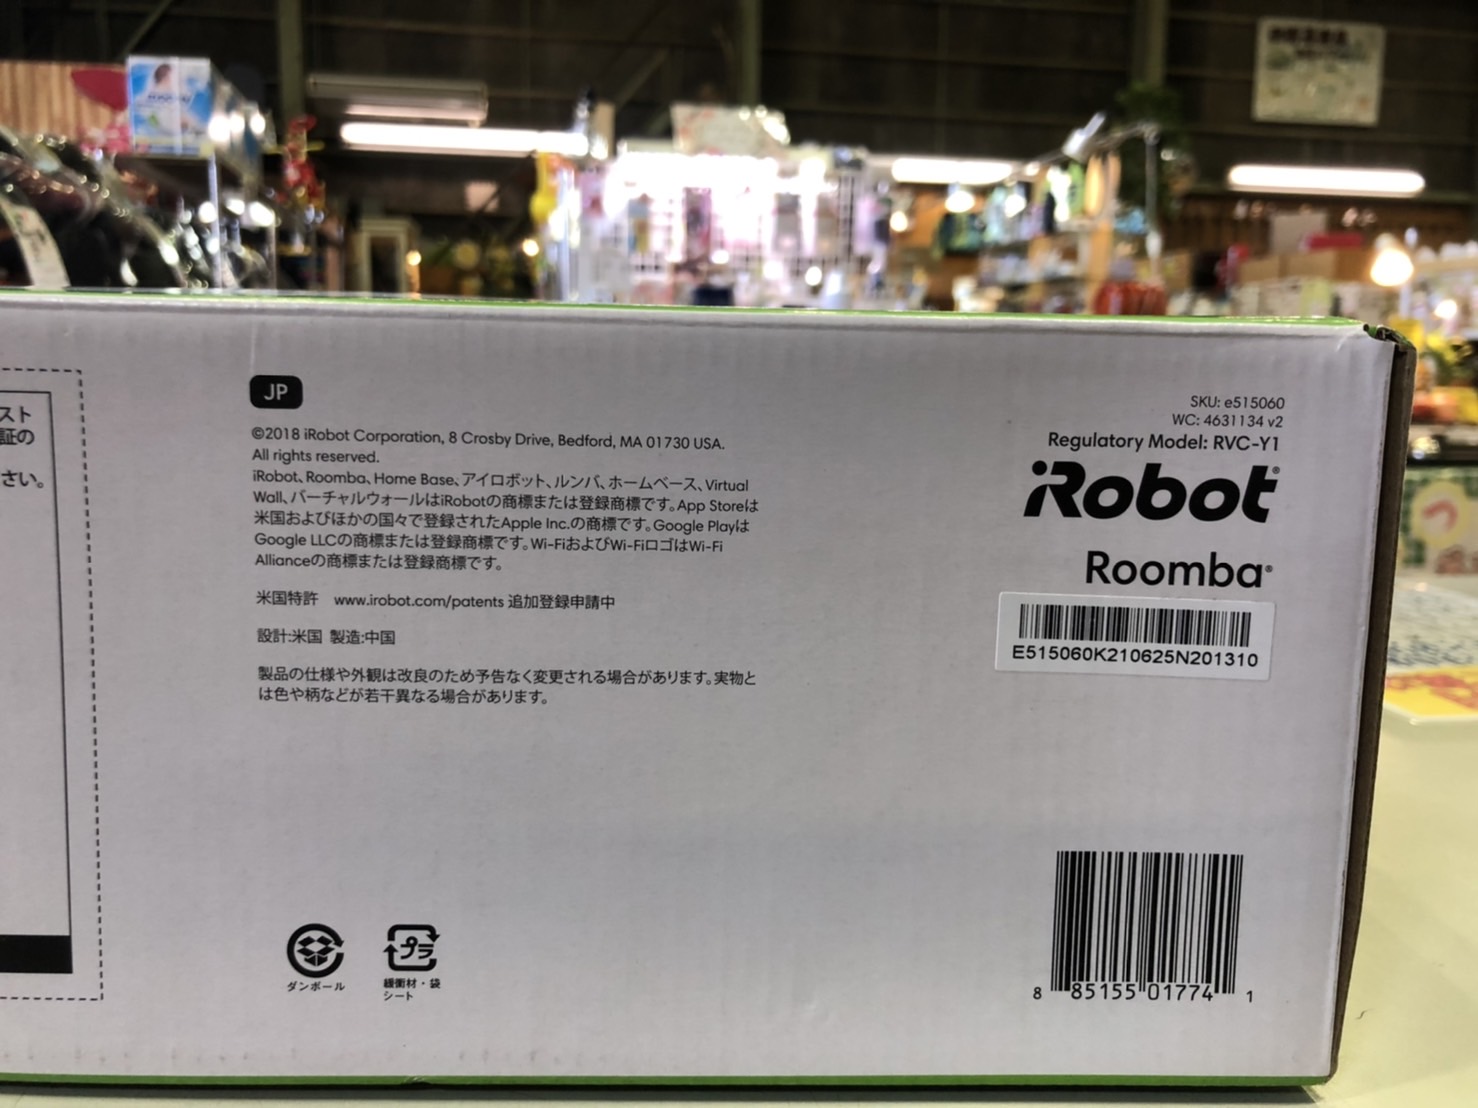 スト
証の
さい。
JP
©2018 iRobot Corporation, 8 Crosby Drive, Bedford, MA 01730 USA.
All rights reserved.
iRobot、Roomba、Home Base、アイロボット、ルンバ、ホームベース、Virtual
Wall、バーチャルウォールはiRobotの商標または登録商標です。App Storeは
米国およびほかの国々で登録されたApple Inc.の商標です。Google Playは
Google LLCの商標または登録商標です。Wi-FiおよびWi-FiロゴはWi-Fi
Allianceの商標または登録商標です。
米国特許 www.irobot.com/patents 追加登録申請中
設計:米国 製造:中国
製品の仕様や外観は改良のため予告なく変更される場合があります。実物と
は色や柄などが若干異なる場合があります。
ダンボール
プラ
緩衝材・袋
シート
SKU: e515060
WC: 4631134 v2
Regulatory Model: RVC-Y1
iRobot®
Roomba®
E515060K210625N201310
8 85155 01774 1